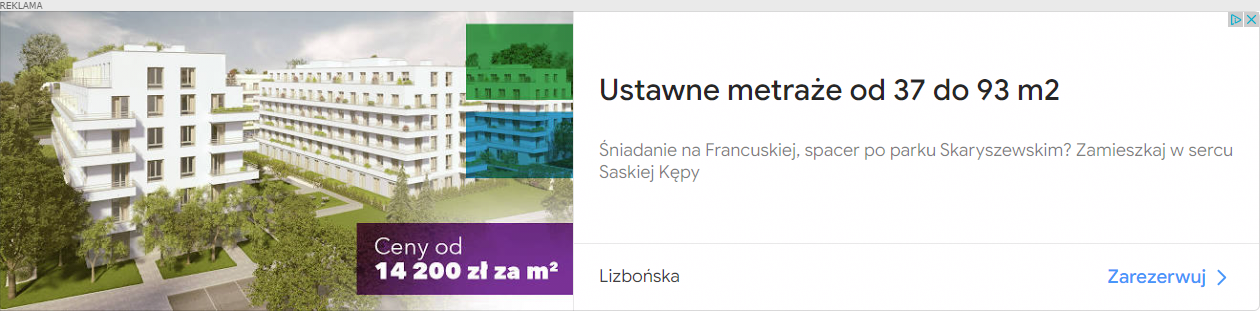 REKLAMA
Ustawne metraże od 37 do 93 m2
Śniadanie na Francuskiej, spacer po parku Skaryszewskim? Zamieszkaj w sercu
Saskiej Kępy
Ceny od
14 200 zł za m²
Lizbońska
Zarezerwuj